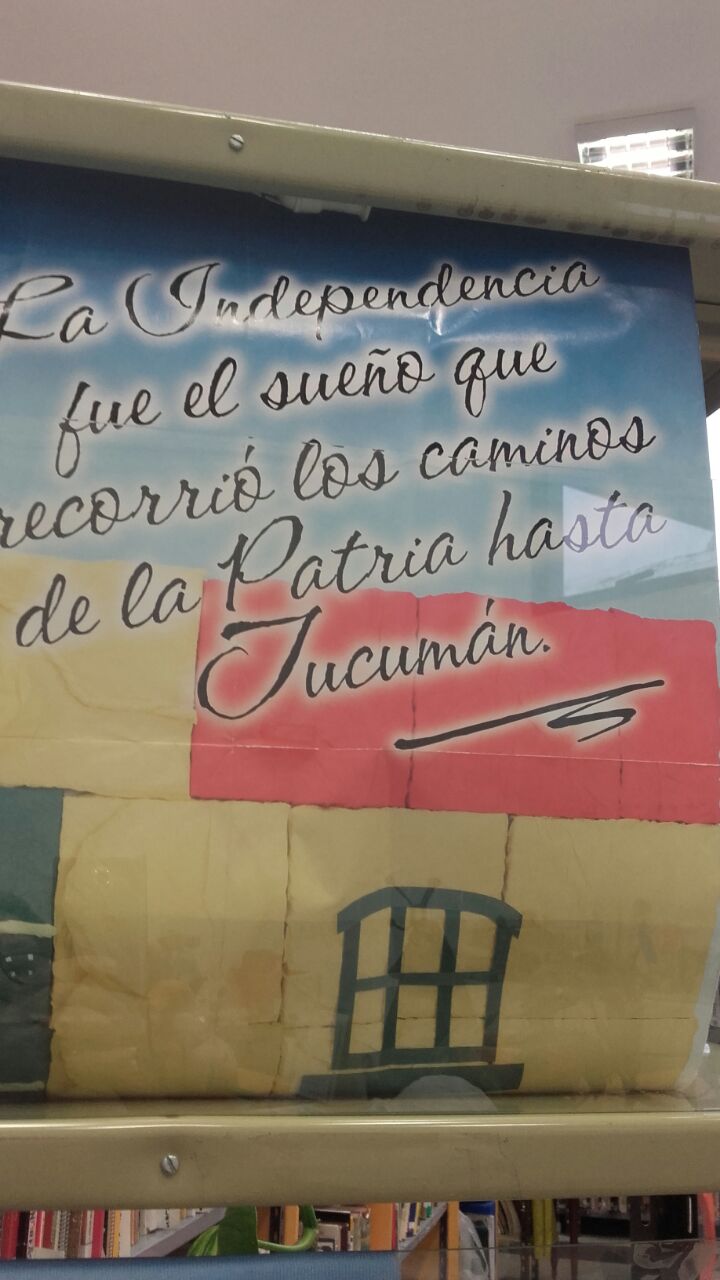 La Independencia
fue el sueño que
recorrió los caminos
de la Patria hasta
Tucumán.